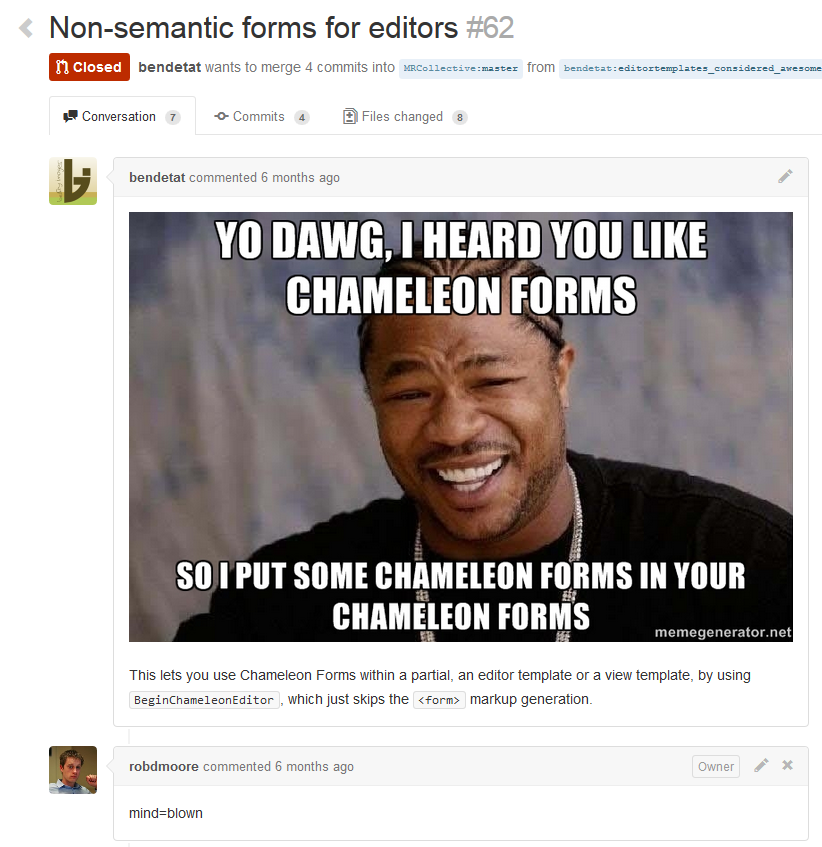 Non-semantic forms for editors #62
Closed bendetat wants to merge 4 commits into MRCollective:master from bendetat:editortemplates_considered_awesome
Conversation 7 Commits 4 Files changed 8
bendetat commented 6 months ago
YO DAWG, I HEARD YOU LIKE
CHAMELEON FORMS
SO I PUT SOME CHAMELEON FORMS IN YOUR
CHAMELEON FORMS
memegenerator.net
This lets you use Chameleon Forms within a partial, an editor template or a view template, by using
BeginChameleonEditor , which just skips the <form> markup generation.
robdmoore commented 6 months ago Owner
mind=blown